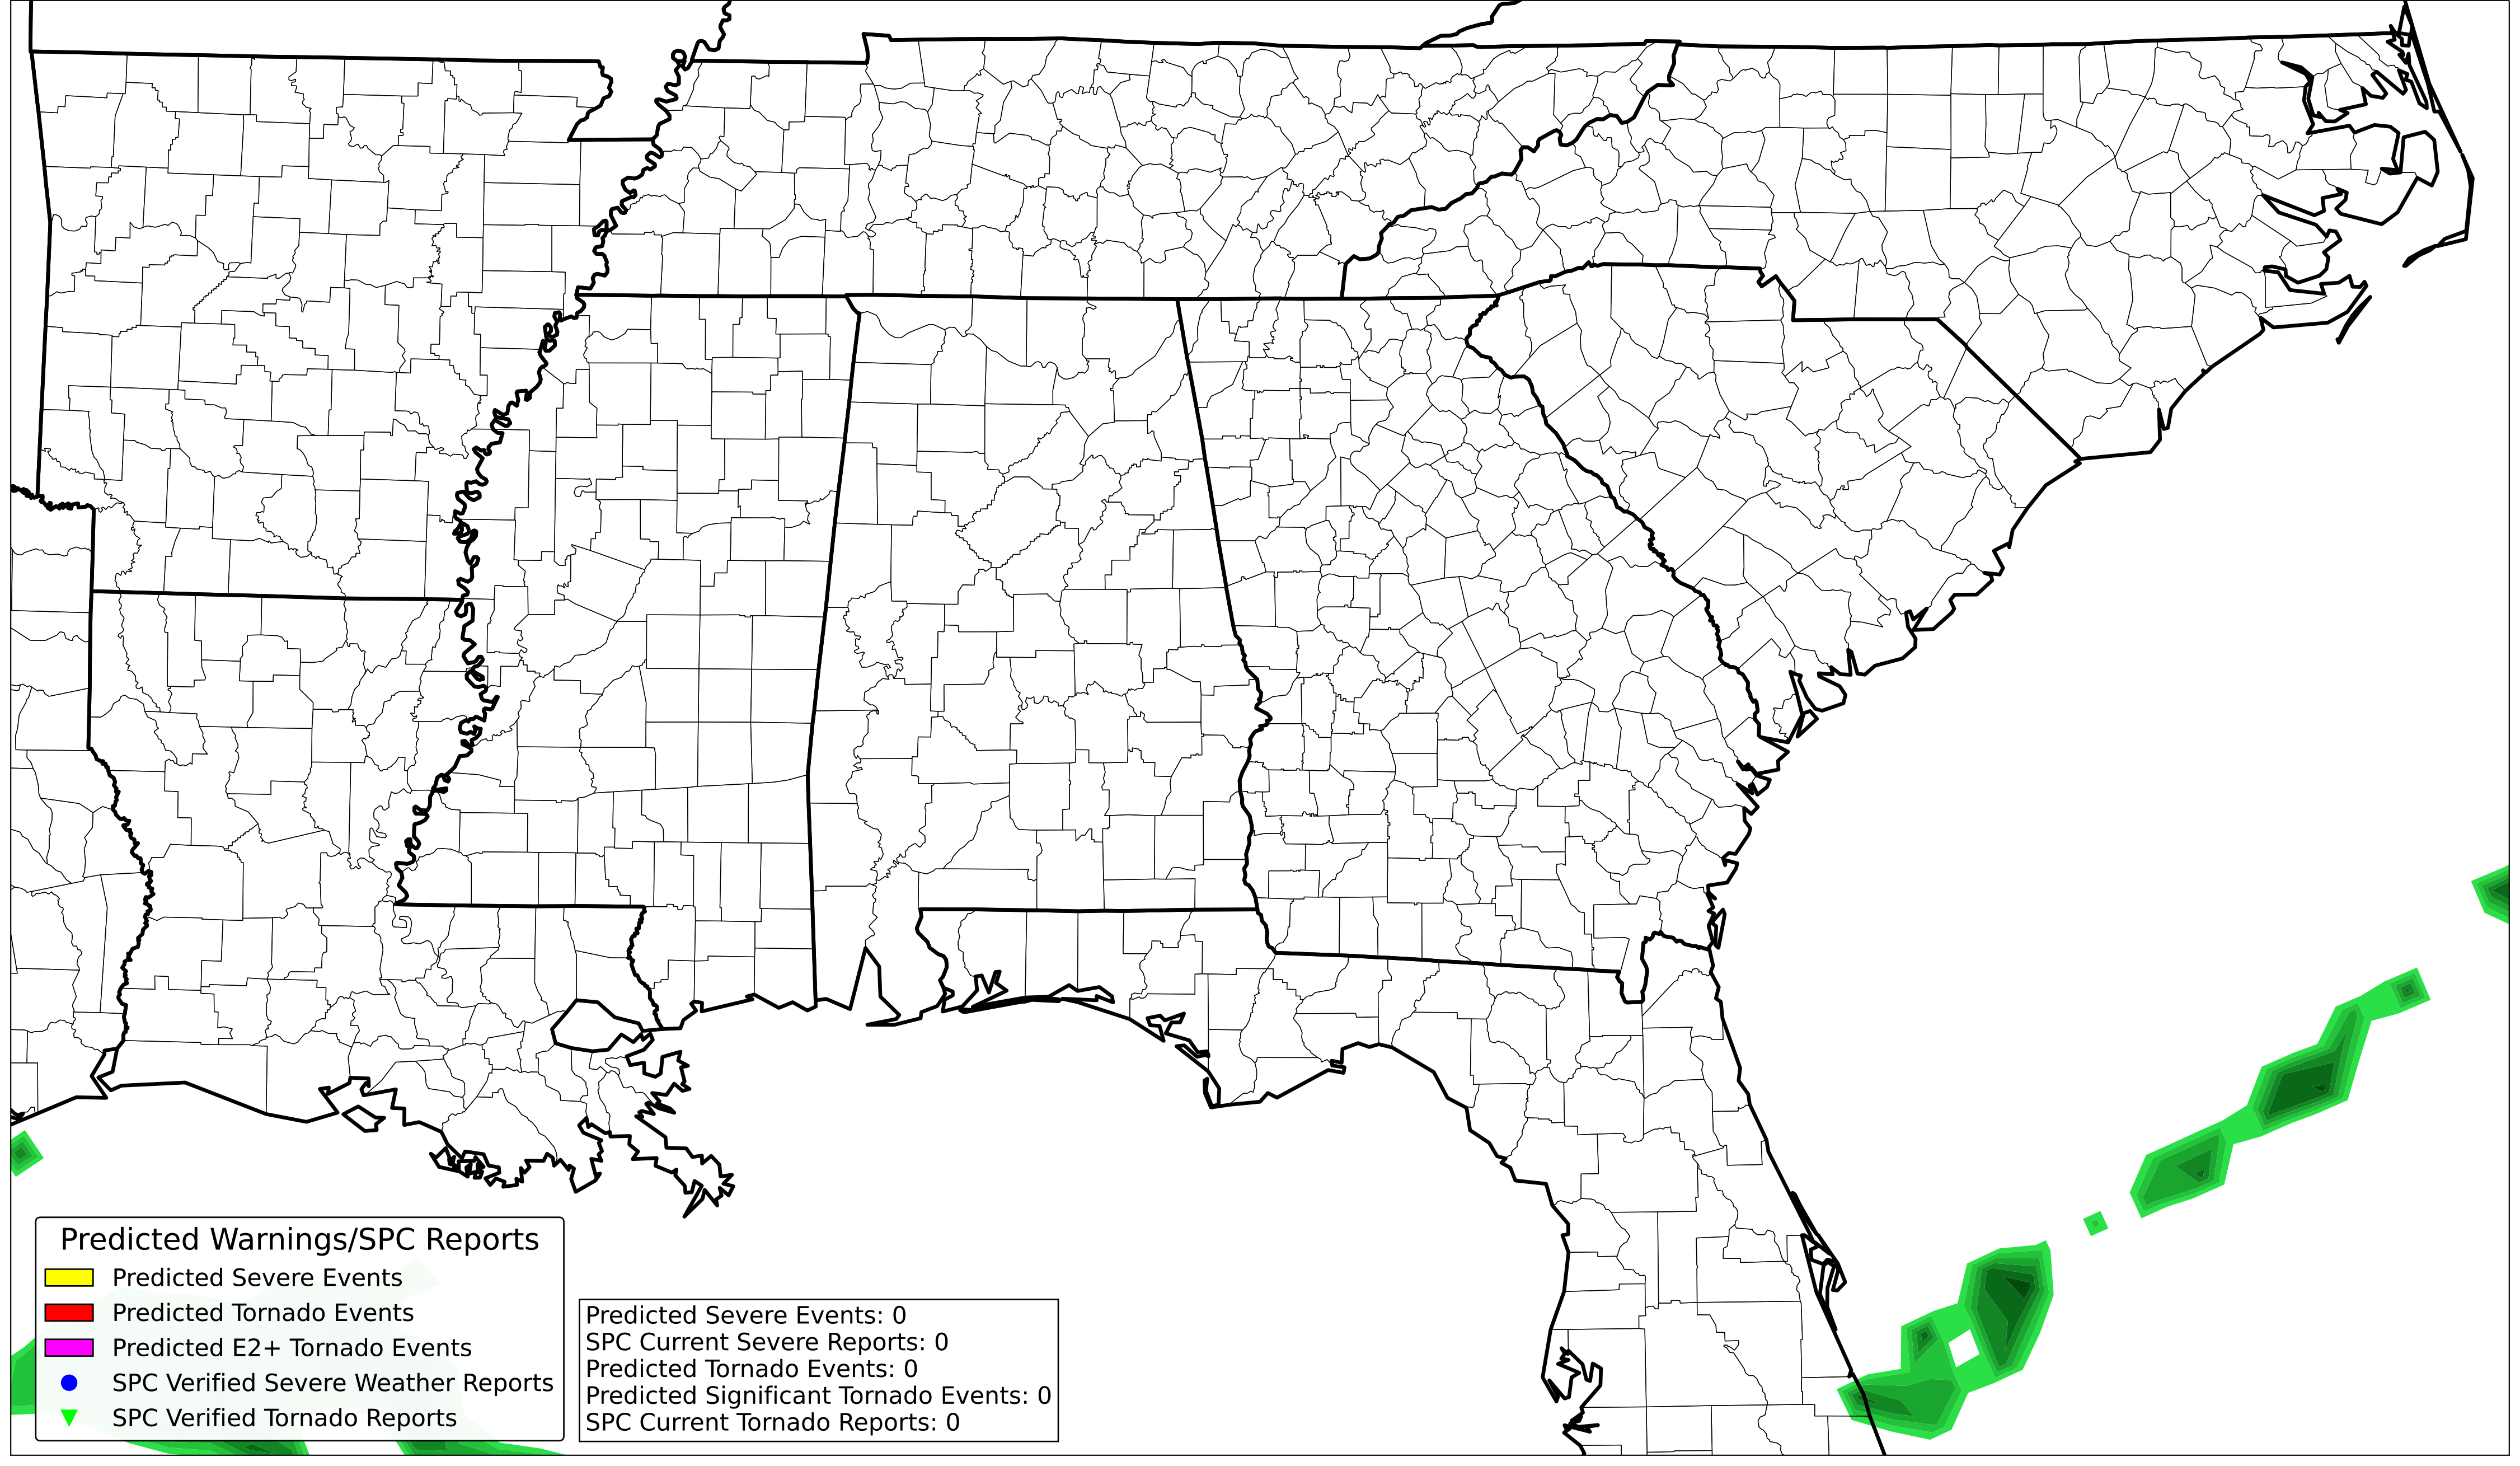 Predicted Warnings/SPC Reports
Predicted Severe Events
Predicted Tornado Events
Predicted E2+ Tornado Events
SPC Verified Severe Weather Reports
SPC Verified Tornado Reports
Predicted Severe Events: 0
SPC Current Severe Reports: 0
Predicted Tornado Events: 0
Predicted Significant Tornado Events: 0
SPC Current Tornado Reports: 0